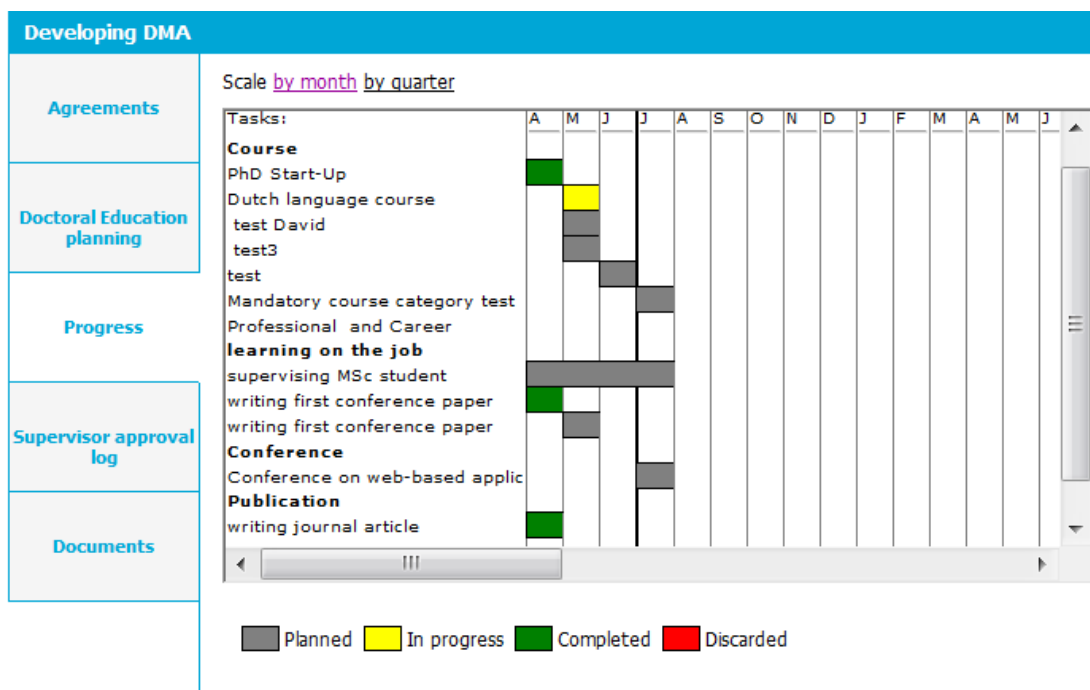 Developing DMA
Agreements
Doctoral Education
planning
Progress
Supervisor approval
log
Documents
Scale by month by quarter
Tasks: A M J J A S O N D J F M A M J
Course
PhD Start-Up
Dutch language course
test David
test3
test
Mandatory course category test
Professional and Career
learning on the job
supervising MSc student
writing first conference paper
writing first conference paper
Conference
Conference on web-based applic
Publication
writing journal article
Planned In progress Completed Discarded